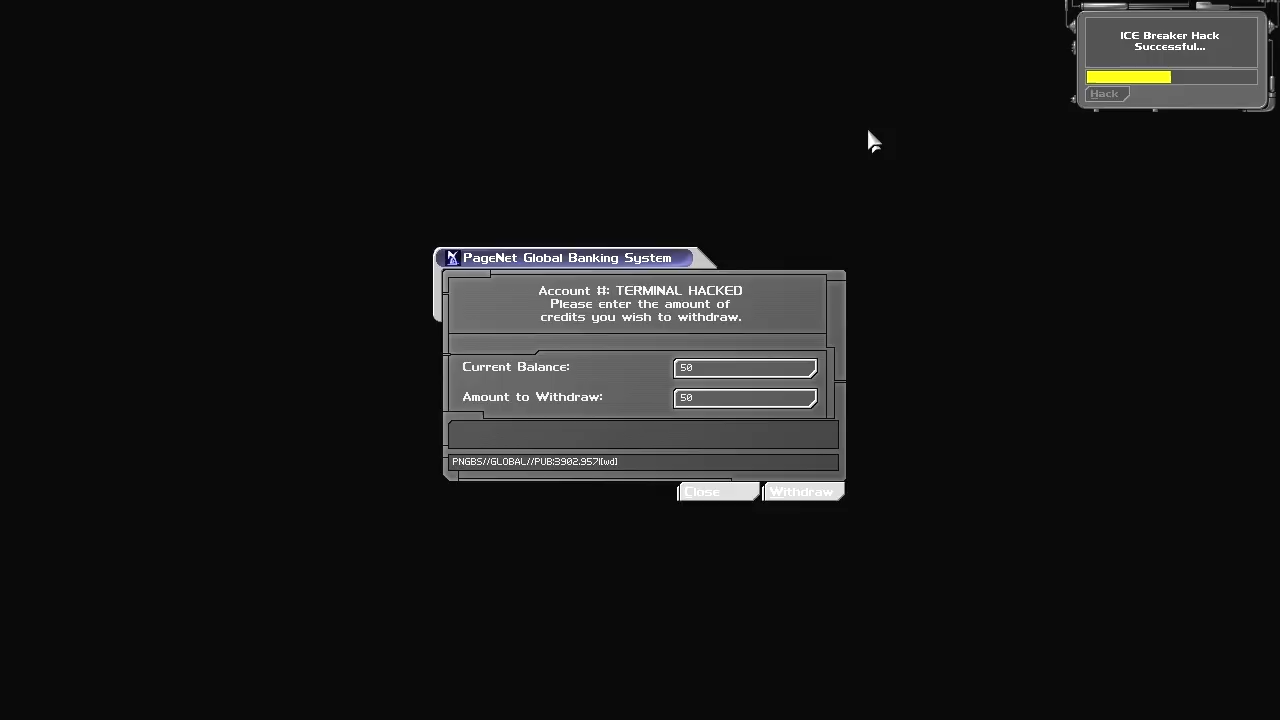 ICE Breaker Hack
Successful...
Hack
PageNet Global Banking System
Account #: TERMINAL HACKED
Please enter the amount of
credits you wish to withdraw.
Current Balance: 50
Amount to Withdraw: 50
PNGBS//GLOBAL//PUB:3902.957[wd]
Close Withdraw